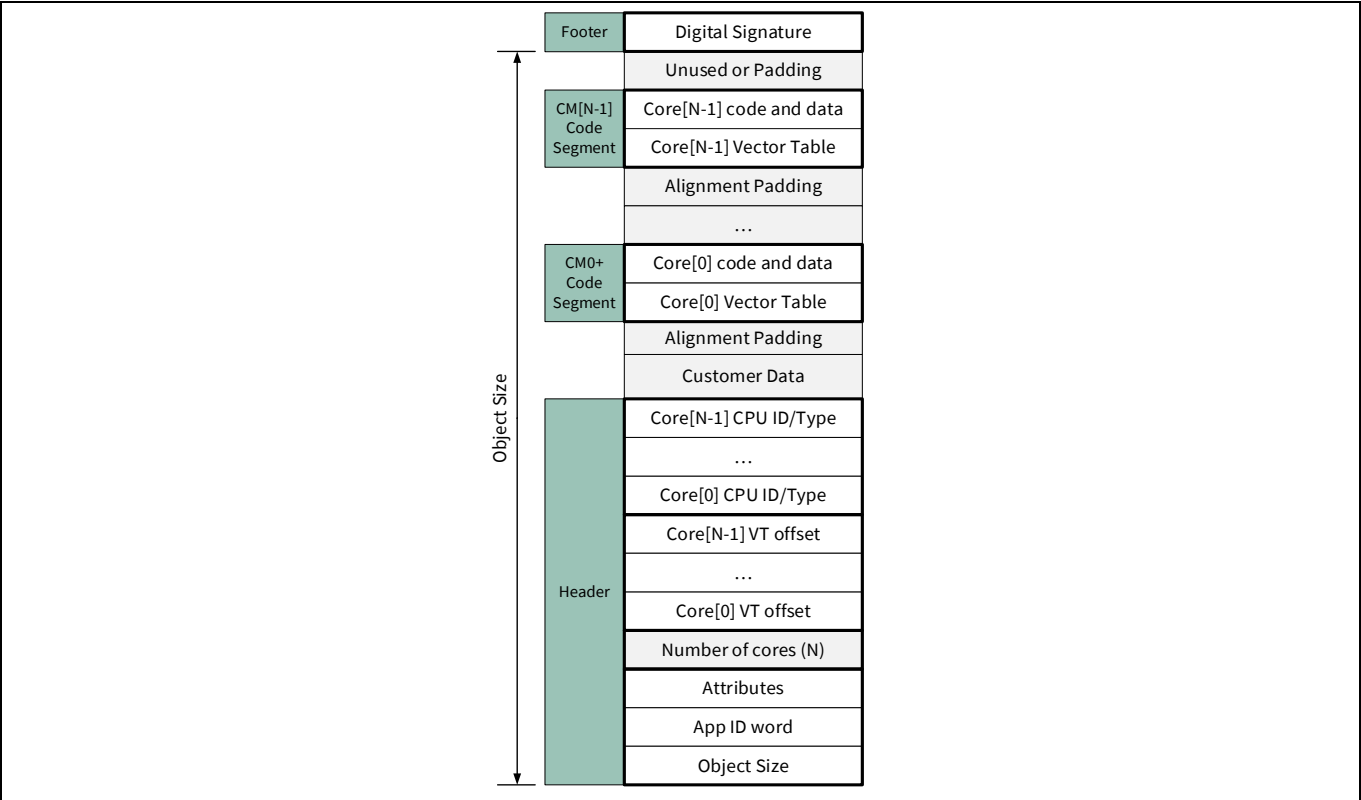 Footer
Digital Signature
Unused or Padding
CM[N-1]
Code
Segment
Core[N-1] code and data
Core[N-1] Vector Table
Alignment Padding
...
CM0+
Code
Segment
Core[0] code and data
Core[0] Vector Table
Alignment Padding
Customer Data
Object Size
Header
Core[N-1] CPU ID/Type
...
Core[0] CPU ID/Type
Core[N-1] VT offset
...
Core[0] VT offset
Number of cores (N)
Attributes
App ID word
Object Size